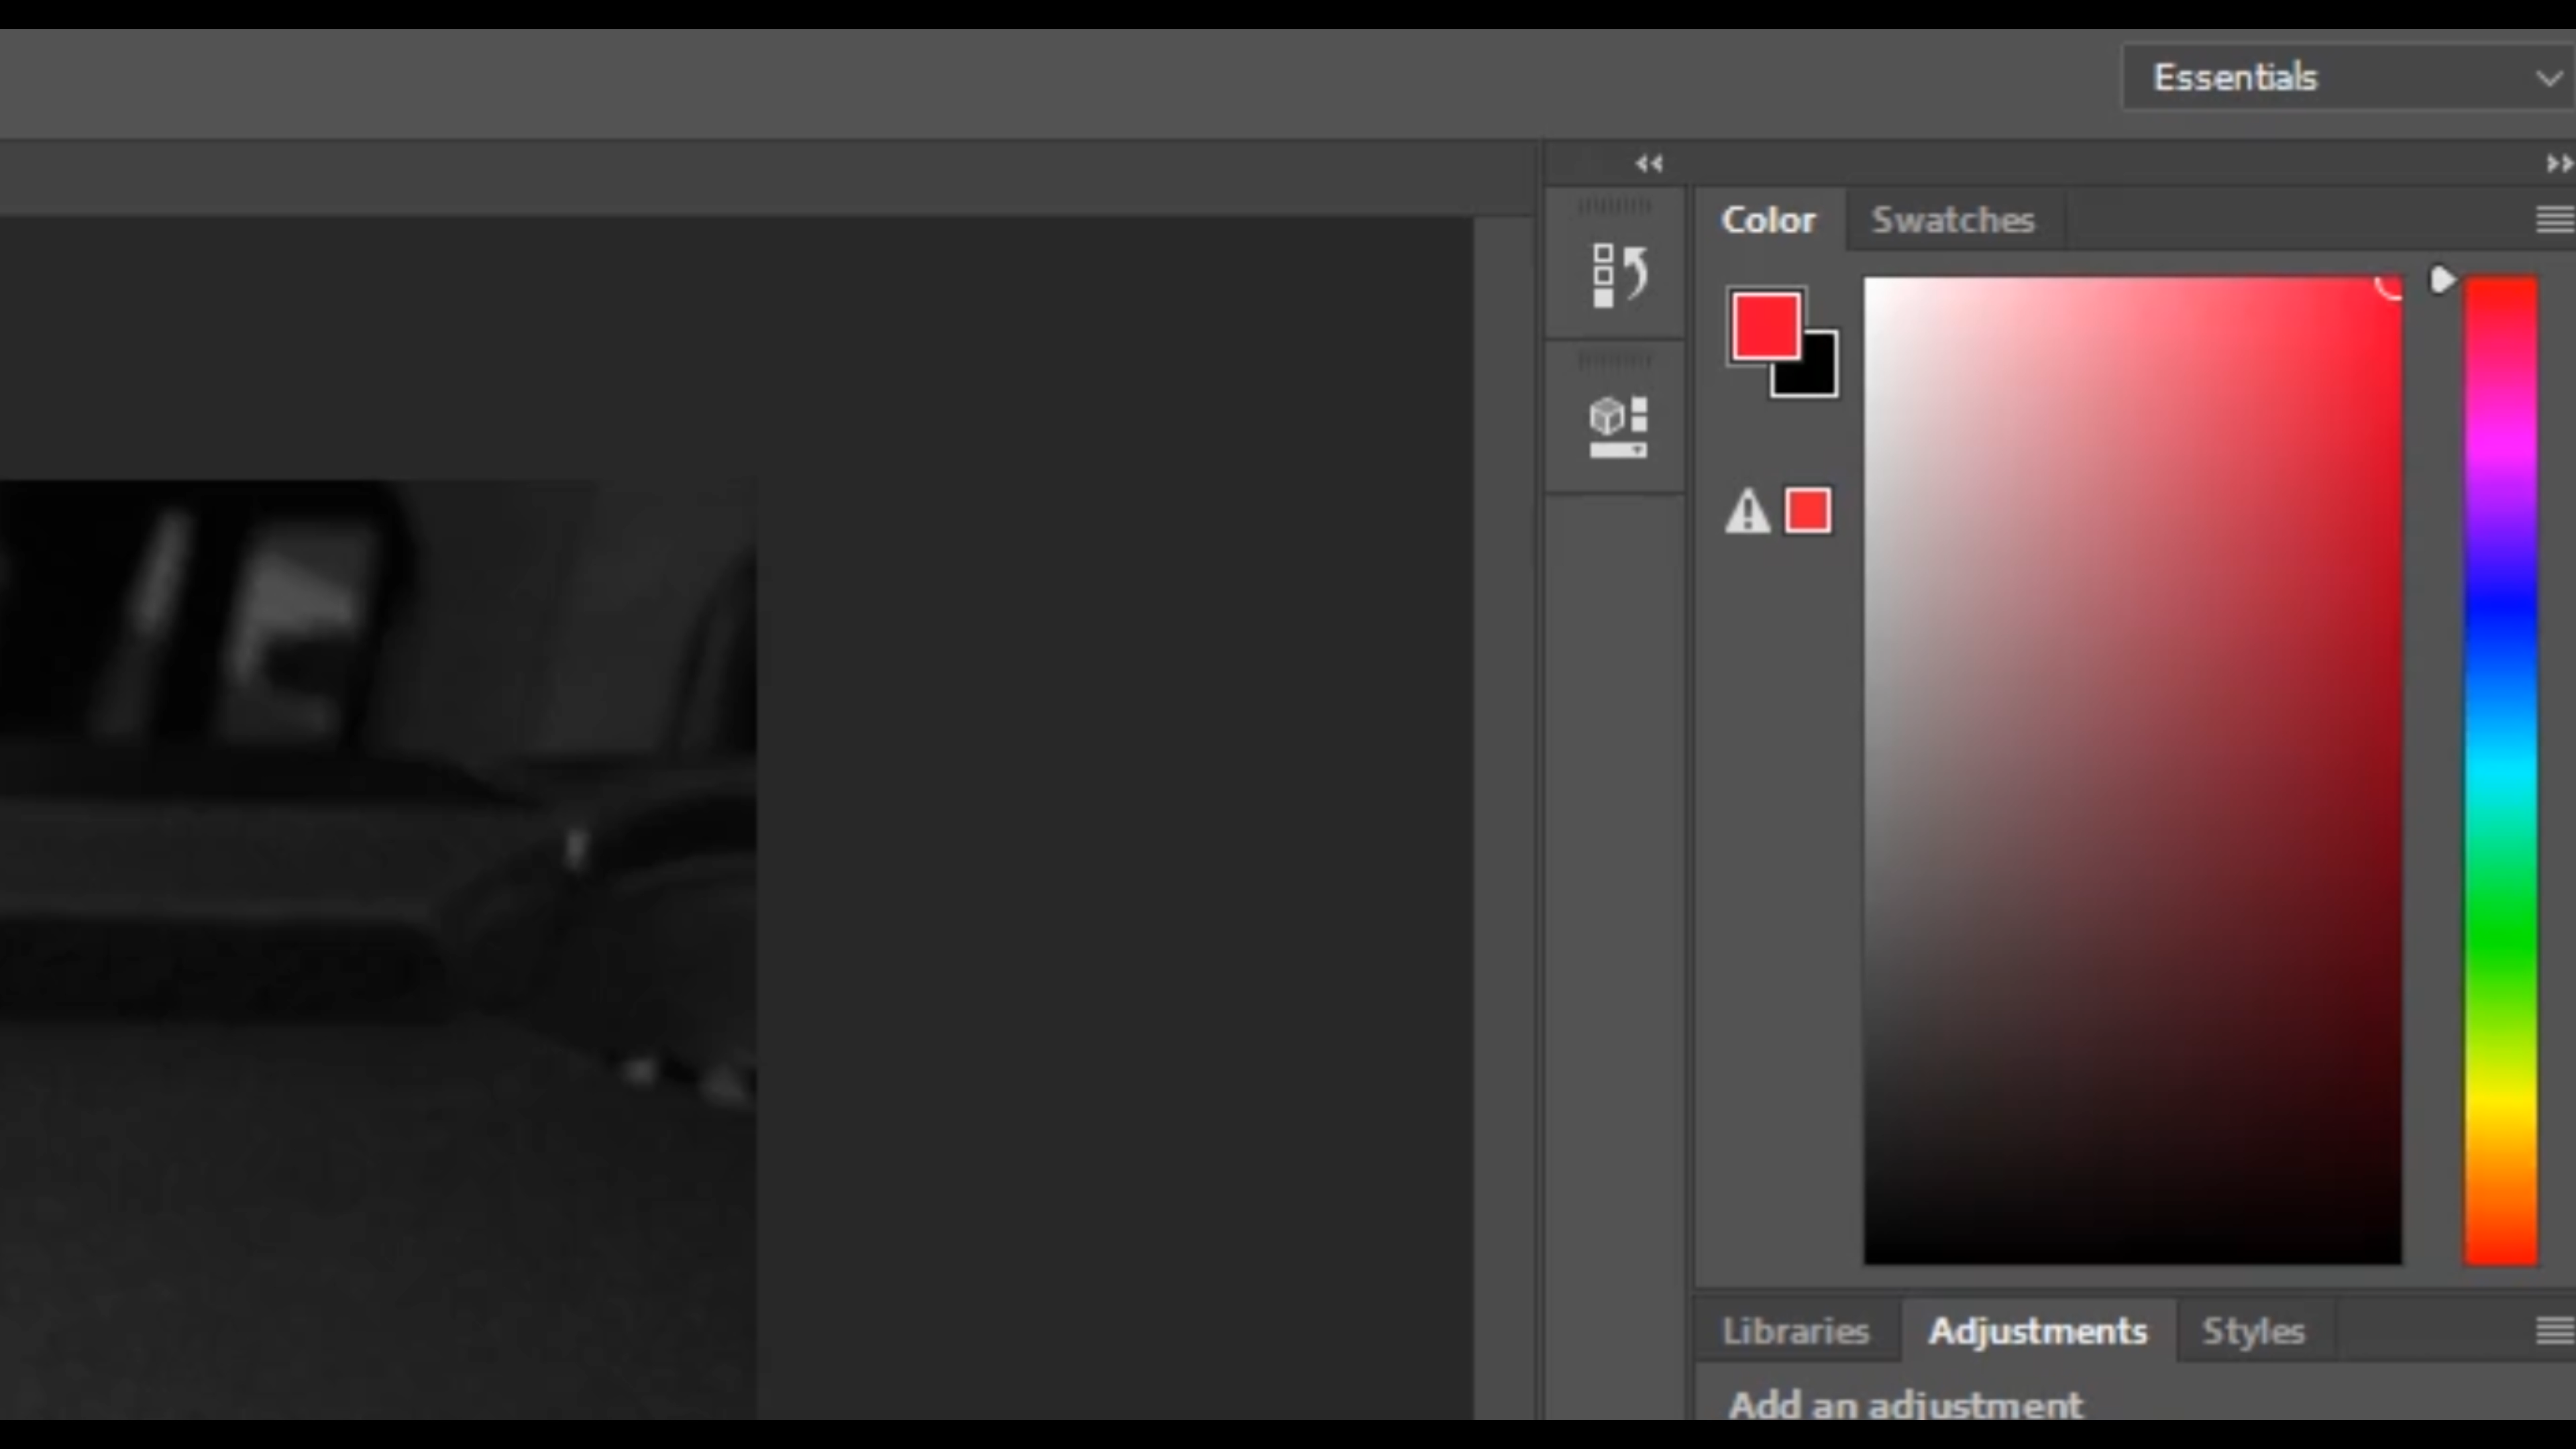 Essentials
Color
Swatches
Libraries
Adjustments
Styles
Add an adjustment